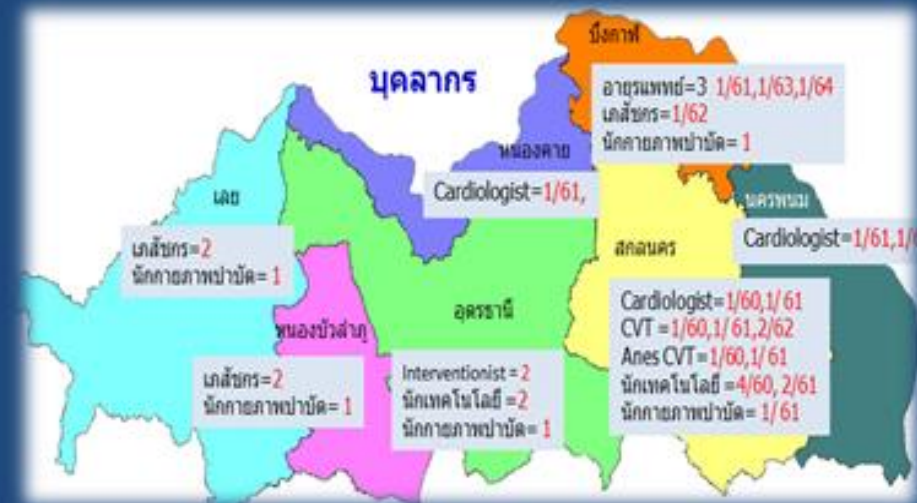 บุคลากร
บึงกาฬ
อายุรแพทย์=3 1/61,1/63,1/64
เภสัชกร=1/62
นักกายภาพบำบัด= 1
หนองคาย
Cardiologist=1/61,
เลย
เภสัชกร=2
นักกายภาพบำบัด= 1
นครพนม
Cardiologist=1/61,1/
สกลนคร
Cardiologist=1/60,1/ 61
CVT =1/60,1/ 61,2/62
Anes CVT=1/60,1/ 61
นักเทคโนโลยี =4/60, 2/61
นักกายภาพบำบัด= 1/ 61
อุดรธานี
Interventionist = 2
นักเทคโนโลยี =2
นักกายภาพบำบัด= 1
หนองบัวลำภู
เภสัชกร=2
นักกายภาพบำบัด= 1